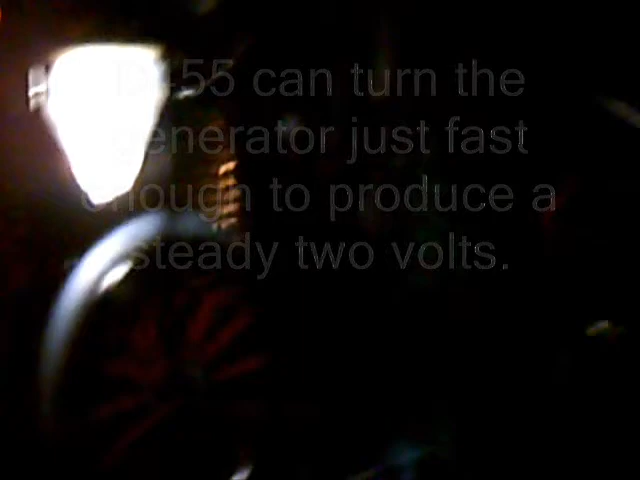 can turn the
generator just fast
enough to produce a
steady two volts.